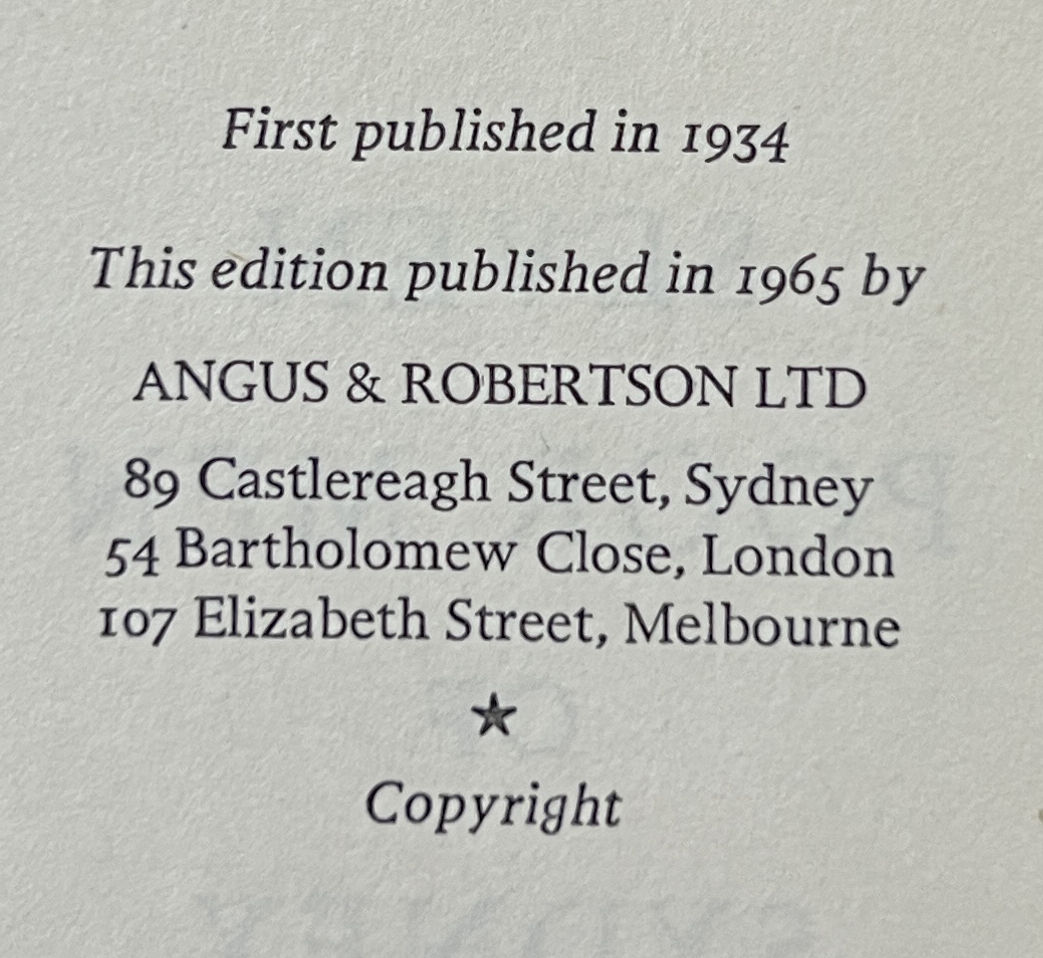 First published in 1934
This edition published in 1965 by
ANGUS & ROBERTSON LTD
89 Castlereagh Street, Sydney
54 Bartholomew Close, London
107 Elizabeth Street, Melbourne
★
Copyright